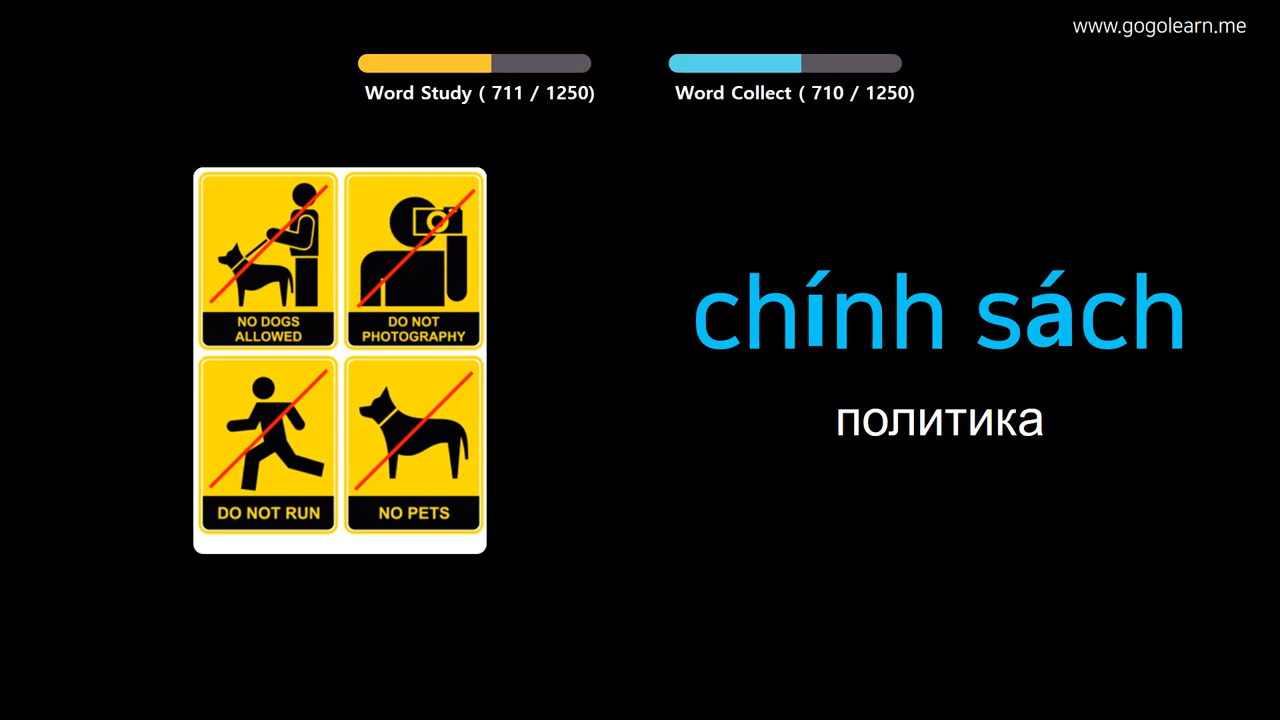 www.gogolearn.me
Word Study ( 711 / 1250)
Word Collect ( 710 / 1250)
NO DOGS
ALLOWED
DO NOT
PHOTOGRAPHY
DO NOT RUN
NO PETS
chính sách
политика